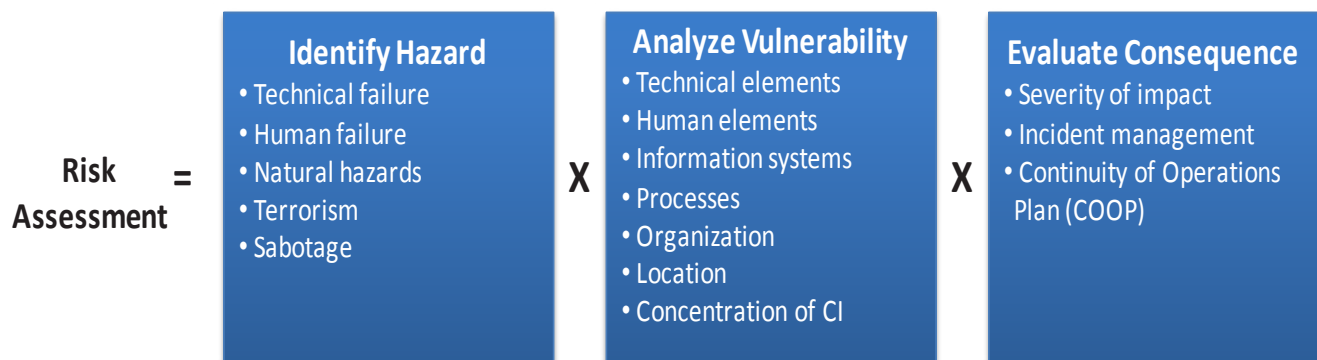 Risk
Assessment
=
Identify Hazard
• Technical failure
• Human failure
• Natural hazards
• Terrorism
• Sabotage
X
Analyze Vulnerability
• Technical elements
• Human elements
• Information systems
• Processes
• Organization
• Location
• Concentration of CI
X
Evaluate Consequence
• Severity of impact
• Incident management
• Continuity of Operations
Plan (COOP)